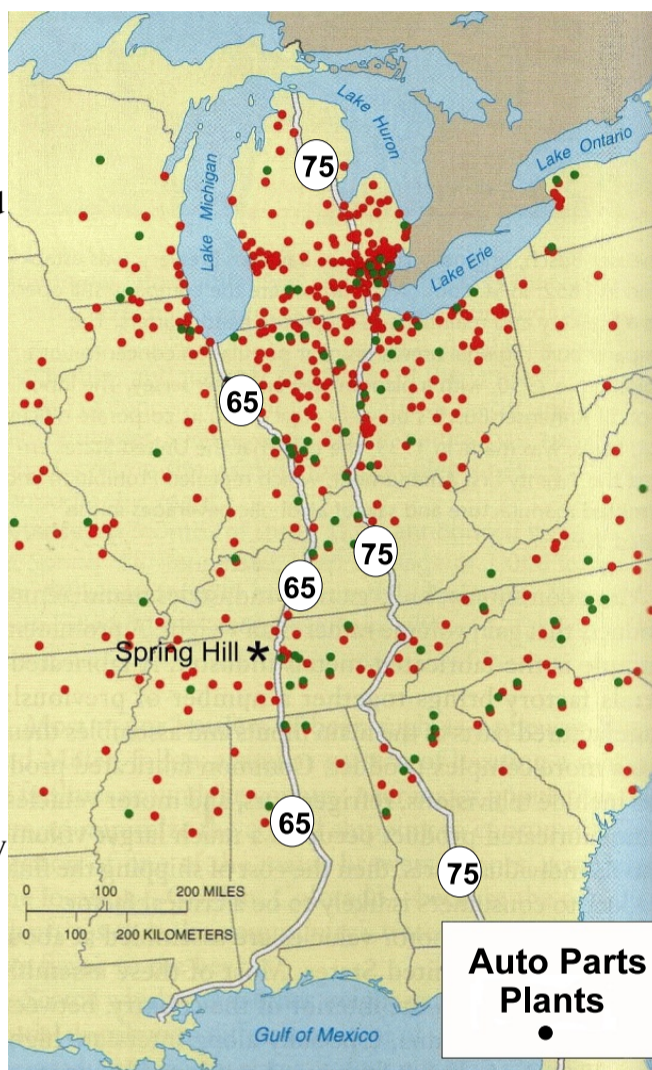 Lake Huron
75
Lake Ontario
Lake Michigan
Lake Erie
65
75
65
Spring Hill*
65
75
0 100 200 MILES
100 200 KILOMETERS
Auto Parts
Plants
Gulf of Mexico